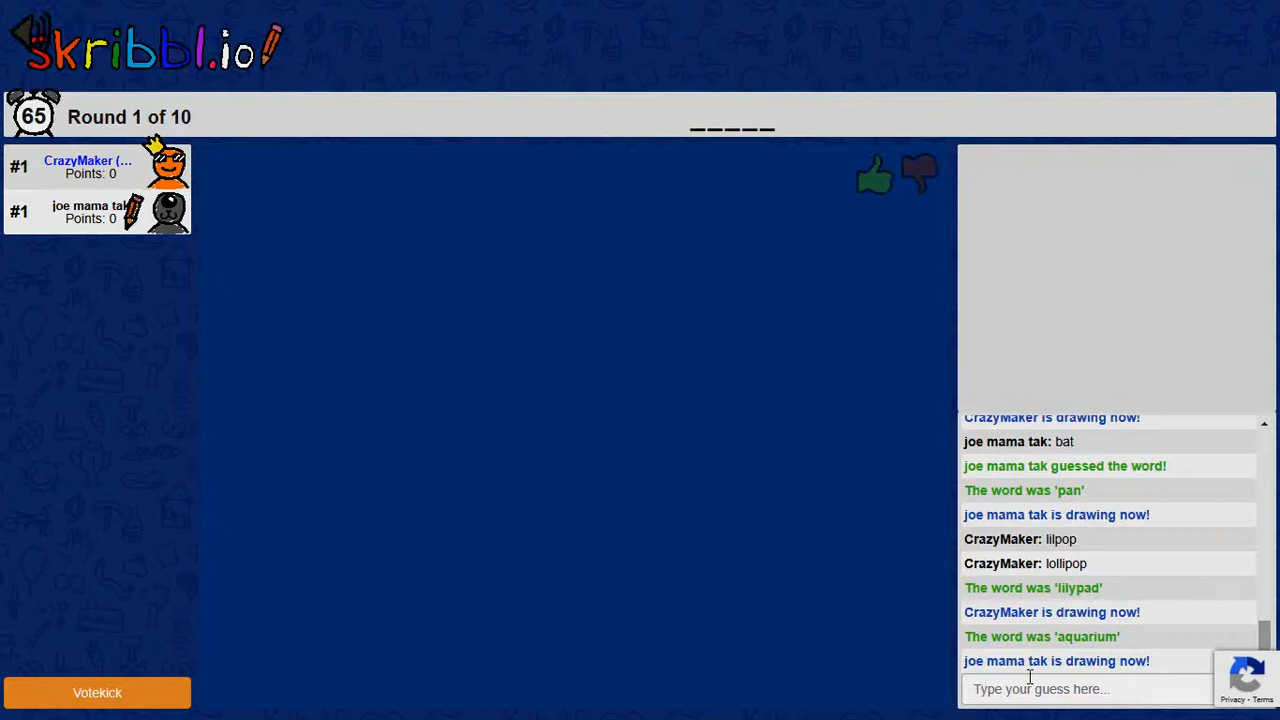 skribbl.io
65 Round 1 of 10 _____
#1 CrazyMaker (...
Points: 0
#1 joe mama tak
Points: 0
CrazyMaker is drawing now!
joe mama tak: bat
joe mama tak guessed the word!
The word was 'pan'
joe mama tak is drawing now!
CrazyMaker: lilpop
CrazyMaker: lollipop
The word was 'lilypad'
CrazyMaker is drawing now!
The word was 'aquarium'
joe mama tak is drawing now!
Type your guess here...
Privacy - Terms
Votekick